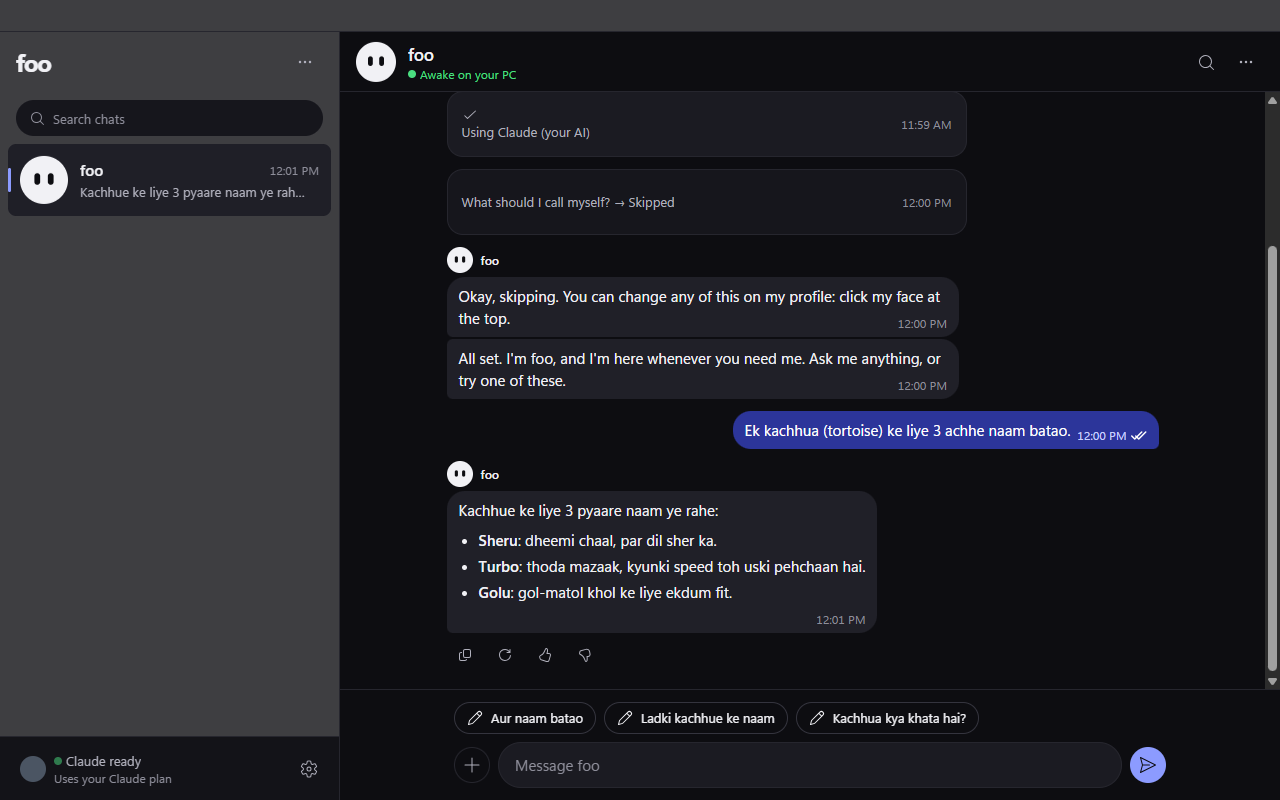 foo
Search chats
foo
12:01 PM
Kachhue ke liye 3 pyaare naam ye rah...
Claude ready
Uses your Claude plan
foo
Awake on your PC
Using Claude (your AI)
11:59 AM
What should I call myself? → Skipped
12:00 PM
foo
Okay, skipping. You can change any of this on my profile: click my face at
the top.
12:00 PM
All set. I'm foo, and I'm here whenever you need me. Ask me anything, or
try one of these.
12:00 PM
Ek kachhua (tortoise) ke liye 3 achhe naam batao.
12:00 PM
foo
Kachhue ke liye 3 pyaare naam ye rahe:
• Sheru: dheemi chaal, par dil sher ka.
• Turbo: thoda mazaak, kyunki speed toh uski pehchaan hai.
• Golu: gol-matol khol ke liye ekdum fit.
12:01 PM
Aur naam batao
Ladki kachhue ke naam
Kachhua kya khata hai?
Message foo